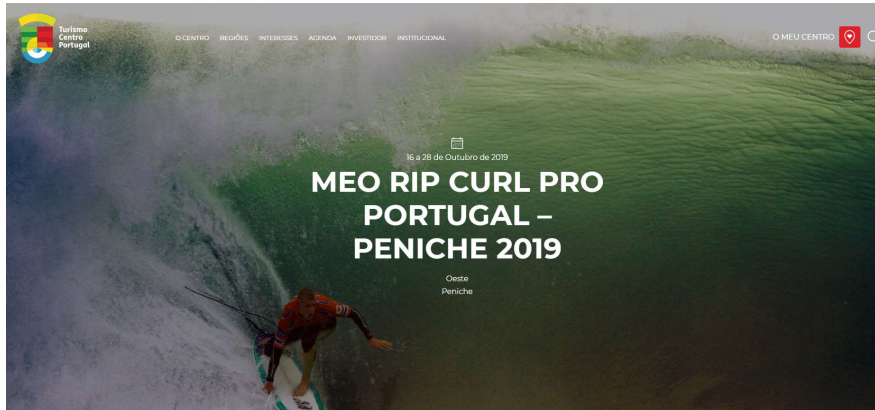 Turismo
Centro
Portugal
O CENTRO REGIÕES INTERESSES AGENDA INVESTIDOR INSTITUCIONAL
O MEU CENTRO
16 a 28 de Outubro de 2019
MEO RIP CURL PRO
PORTUGAL –
PENICHE 2019
Oeste
Peniche